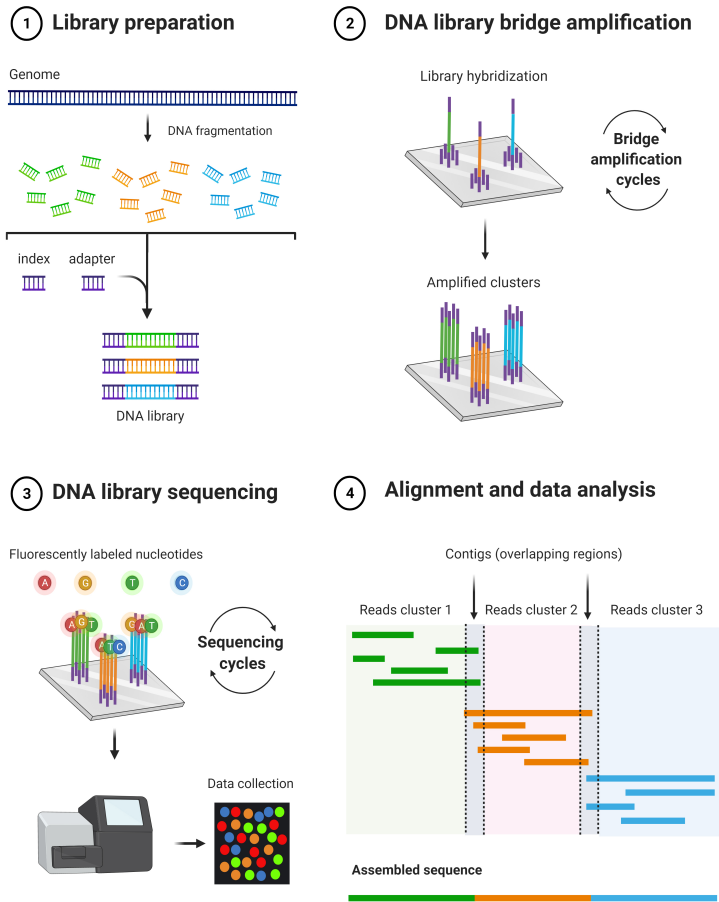 1 Library preparation
Genome
DNA fragmentation
index adapter
DNA library
2 DNA library bridge amplification
Library hybridization
Bridge
amplification
cycles
Amplified clusters
3 DNA library sequencing
Fluorescently labeled nucleotides
A G T C
A G T
G A T
A T C
Sequencing
cycles
Data collection
4 Alignment and data analysis
Contigs (overlapping regions)
Reads cluster 1 Reads cluster 2 Reads cluster 3
Assembled sequence